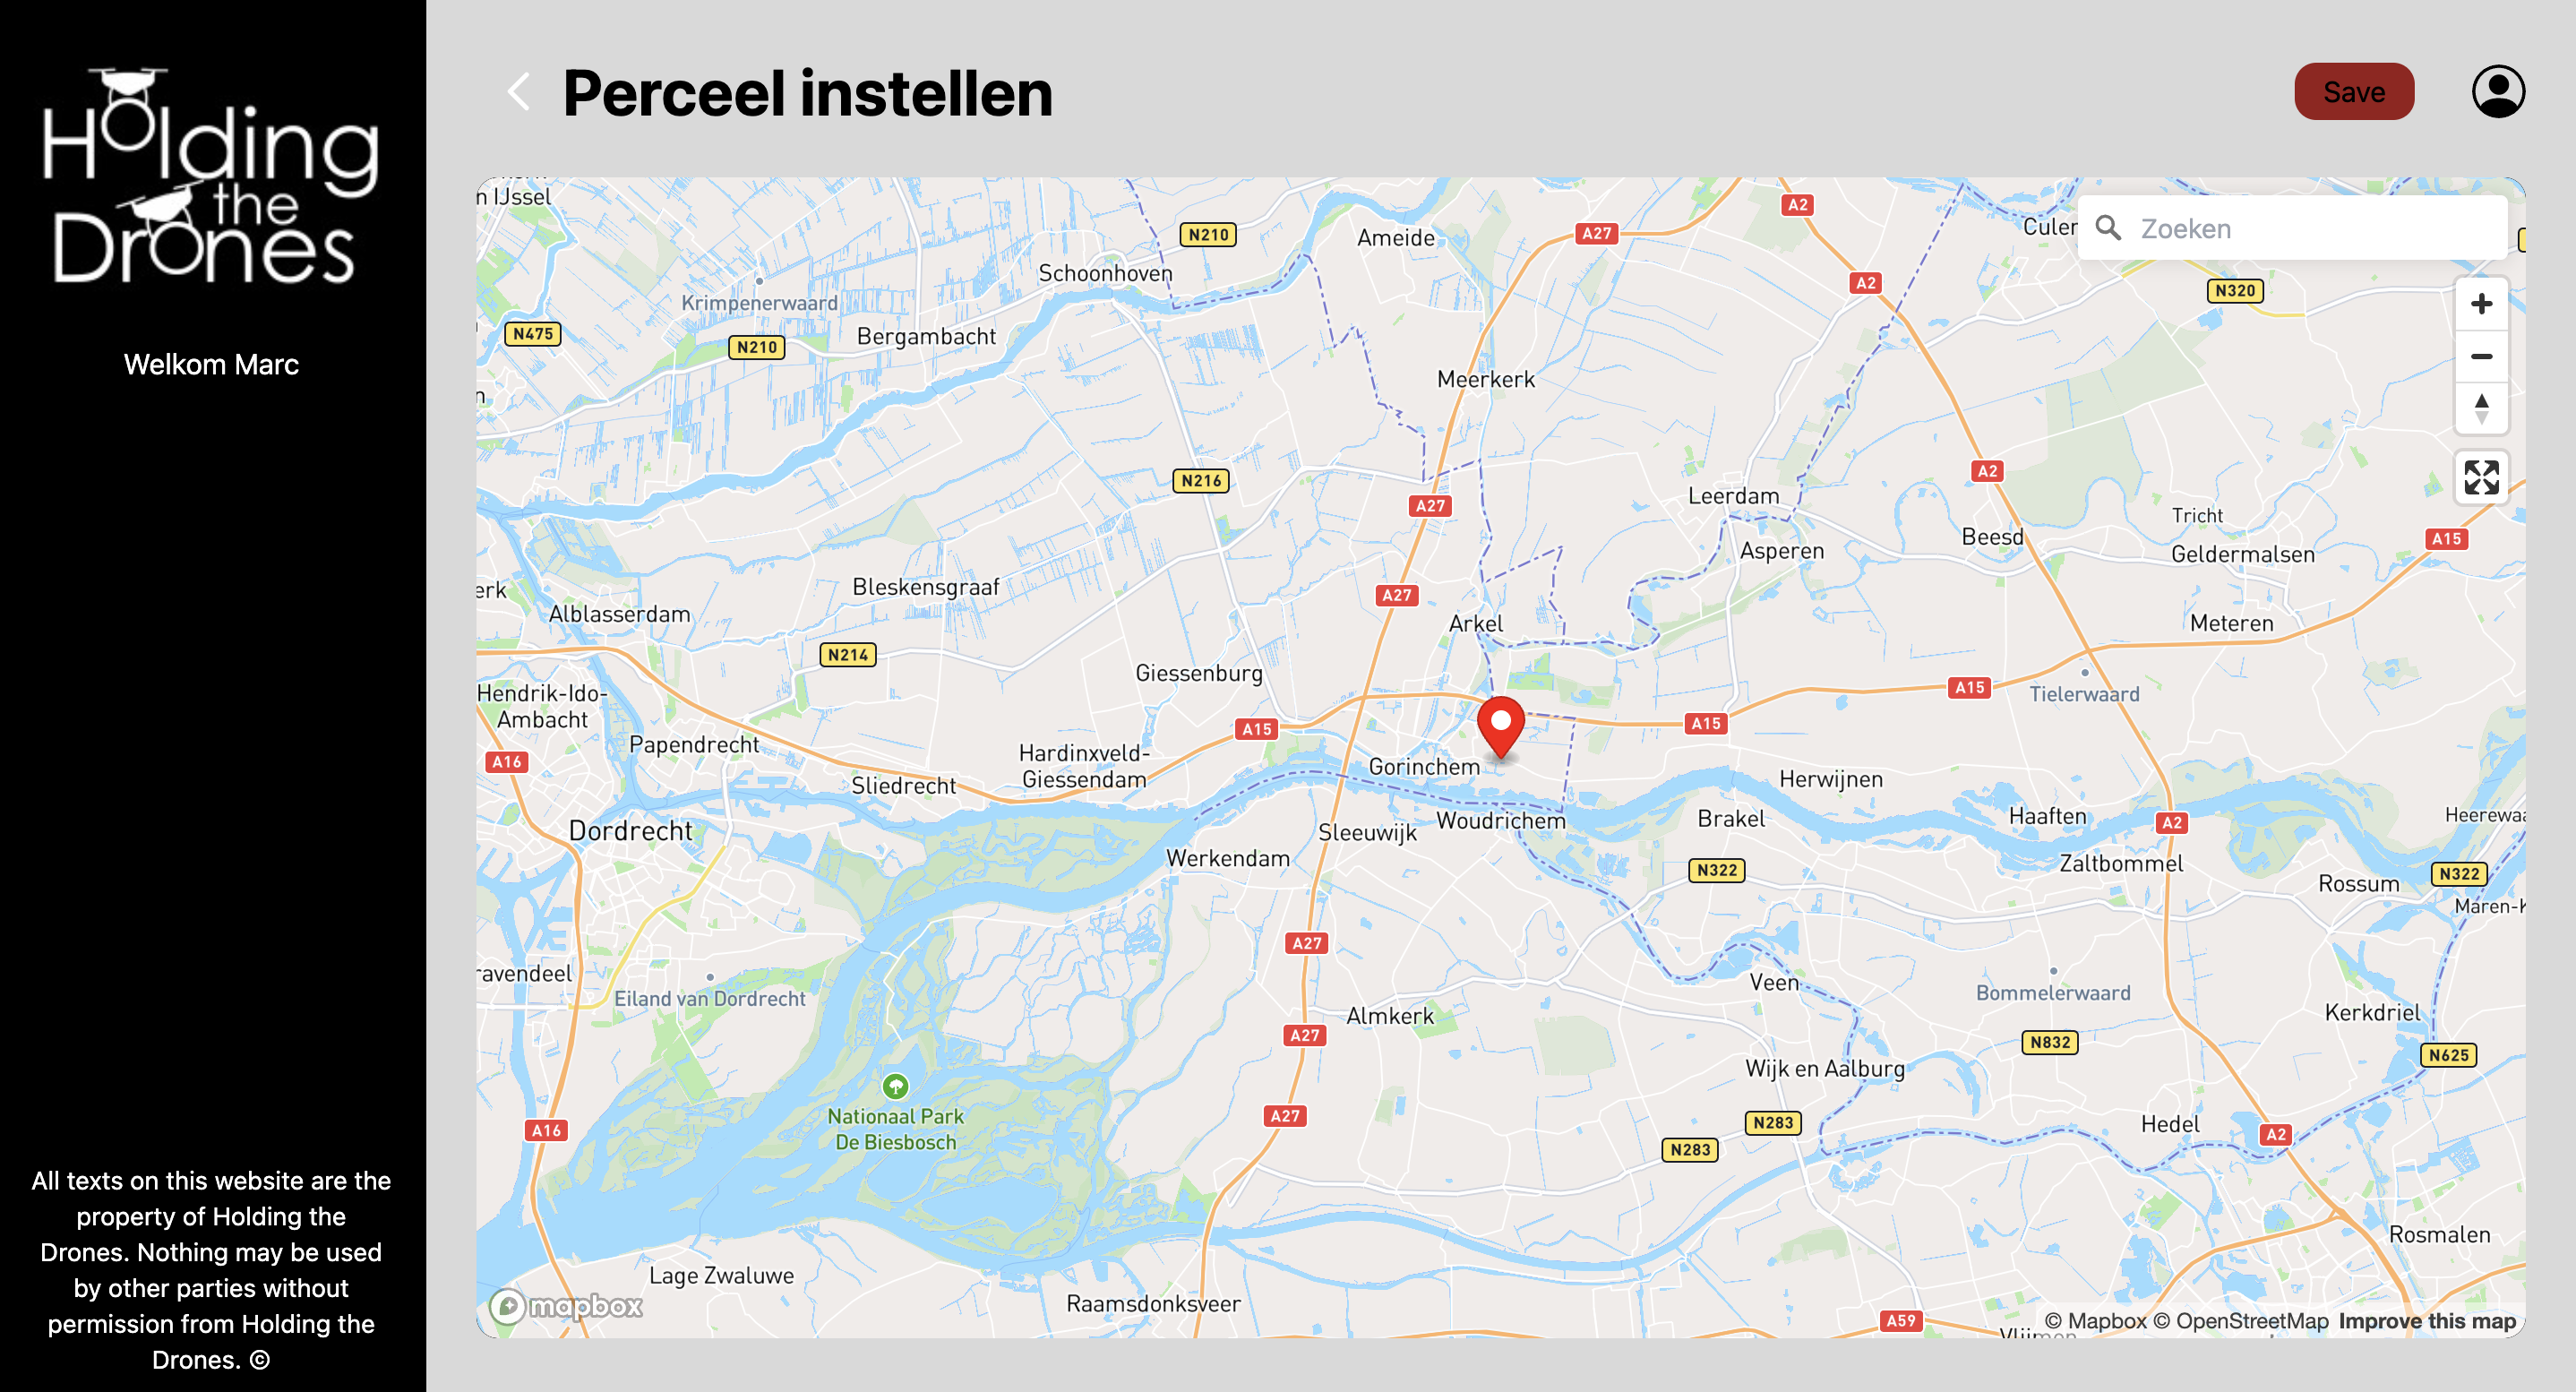 Holding
the
Drones
Welkom Marc
All texts on this website are the
property of Holding the
Drones. Nothing may be used
by other parties without
permission from Holding the
Drones. ©
Perceel instellen
Save
Zoeken
n IJssel
N210
Ameide
A27
A2
Culer
Schoonhoven
Krimpenerwaard
A2
N320
N475
N210
Bergambacht
Meerkerk
N216
A27
Leerdam
A2
Tricht
Beesd
Asperen
Geldermalsen
A15
erk
Alblasserdam
Bleskensgraaf
A27
Arkel
Meteren
N214
Giessenburg
Hendrik-Ido-
Ambacht
A15
Tielerwaard
A15
A15
Papendrecht
A16
Hardinxveld-
Giessendam
Gorinchem
Sliedrecht
Herwijnen
Dordrecht
Sleeuwijk
Woudrichem
Brakel
Haaften
A2
Heerewaa
Werkendam
N322
Zaltbommel
Rossum
N322
Maren-K
A27
ravendeel
Eiland van Dordrecht
Veen
Bommelerwaard
Almkerk
Kerkdriel
A27
N832
N625
Wijk en Aalburg
Nationaal Park
De Biesbosch
A27
A16
N283
N283
Hedel
A2
Rosmalen
Lage Zwaluwe
Raamsdonksveer
A59
mapbox
© Mapbox © OpenStreetMap Improve this map